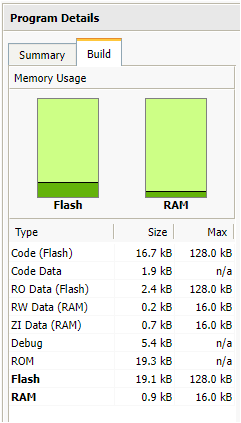 Program Details
Summary Build
Memory Usage
Flash RAM
Type Size Max
Code (Flash) 16.7 kB 128.0 kB
Code Data 1.9 kB n/a
RO Data (Flash) 2.4 kB 128.0 kB
RW Data (RAM) 0.2 kB 16.0 kB
ZI Data (RAM) 0.7 kB 16.0 kB
Debug 5.4 kB n/a
ROM 19.3 kB n/a
Flash 19.1 kB 128.0 kB
RAM 0.9 kB 16.0 kB